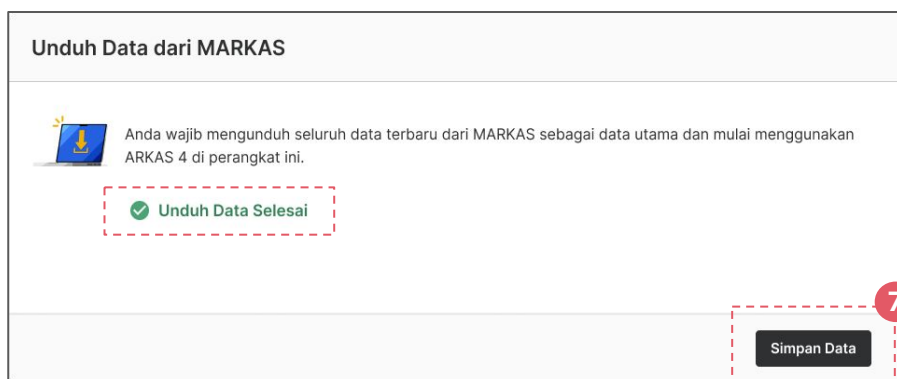 Unduh Data dari MARKAS
Anda wajib mengunduh seluruh data terbaru dari MARKAS sebagai data utama dan mulai menggunakan
ARKAS 4 di perangkat ini.
Unduh Data Selesai
7
Simpan Data